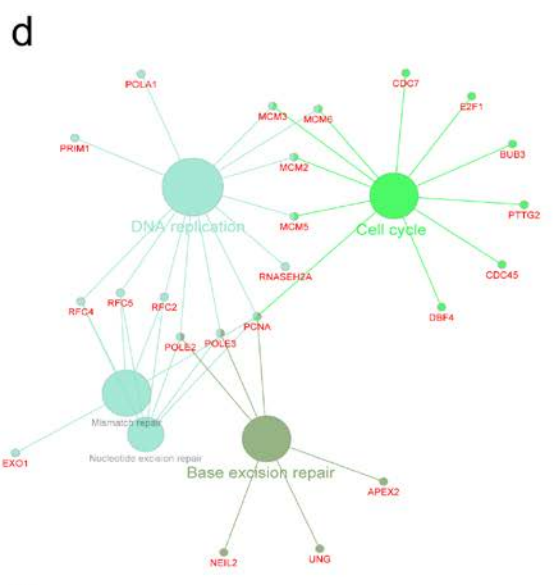 d
POLA1
CDC7
E2F1
MCM3
MCM6
PRIM1
BUB3
MCM2
PTTG2
DNA replication
MCM5
Cell cycle
CDC45
RNASEH2A
RFC4
RFC5
RFC2
DBF4
PCNA
POLE2
POLE3
Mismatch repair
Nucleotide excision repair
EXO1
Base excision repair
APEX2
NEIL2
UNG